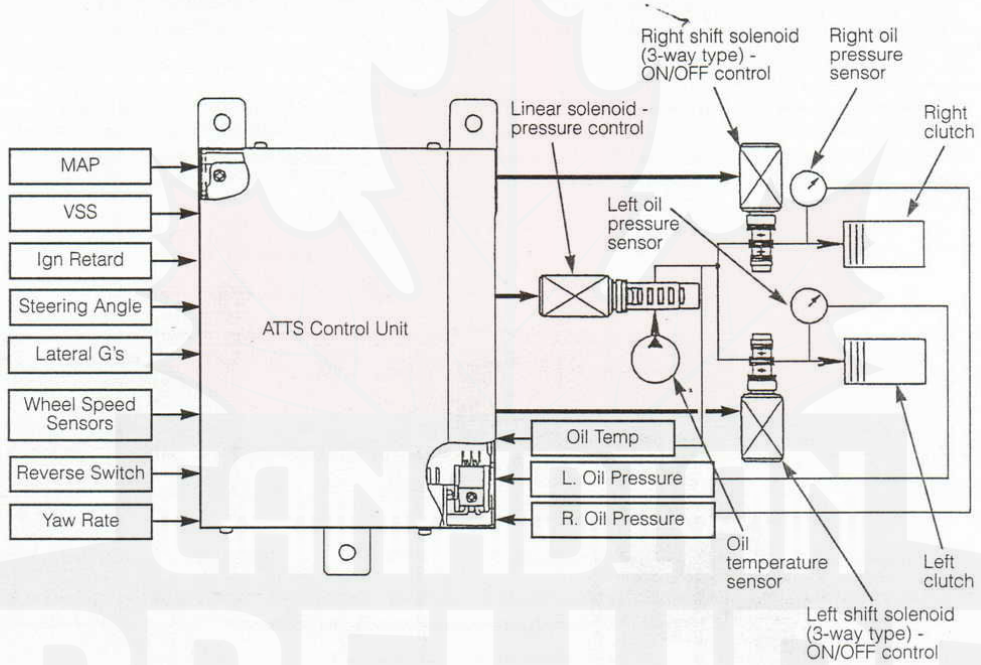 Right shift solenoid
(3-way type) -
ON/OFF control
Right oil
pressure
sensor
Linear solenoid -
pressure control
Right
clutch
MAP
VSS
Ign Retard
Steering Angle
Lateral G's
Wheel Speed
Sensors
Reverse Switch
Yaw Rate
ATTS Control Unit
Left oil
pressure
sensor
Oil Temp
L. Oil Pressure
R. Oil Pressure
Oil
temperature
sensor
Left
clutch
Left shift solenoid
(3-way type) -
ON/OFF control
CANADIAN
PRELUDE